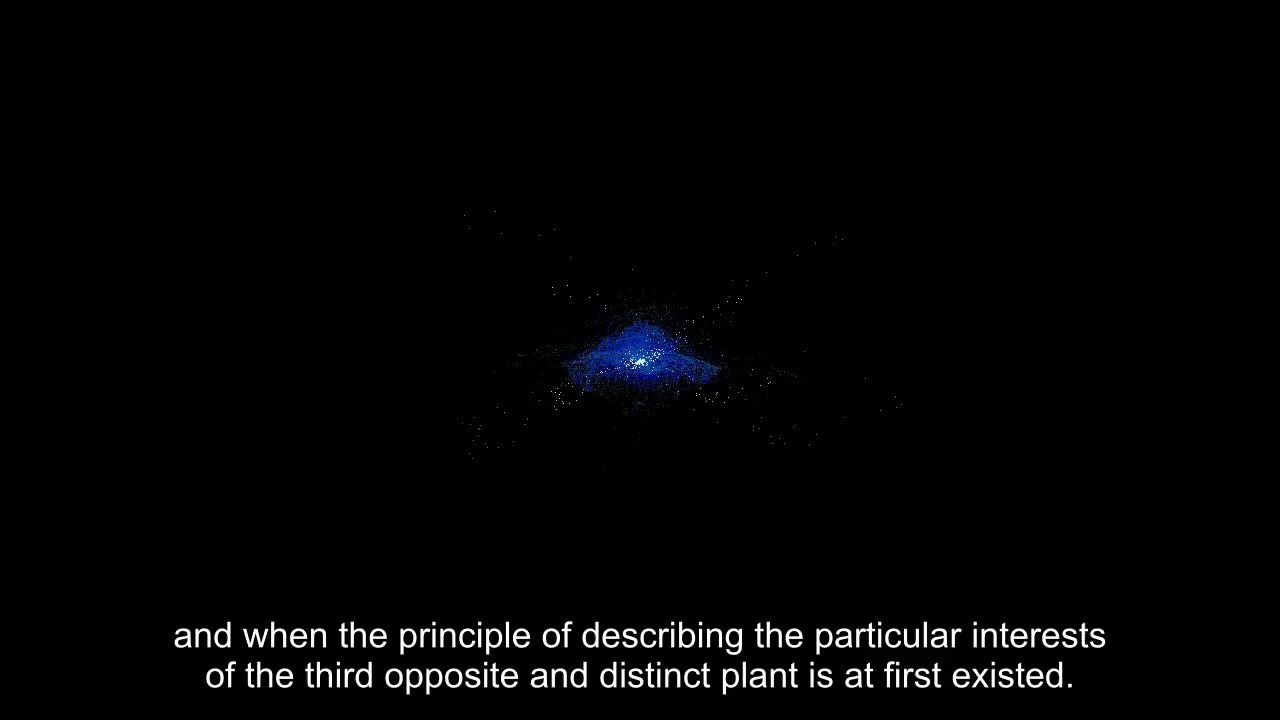 and when the principle of describing the particular interests
of the third opposite and distinct plant is at first existed.